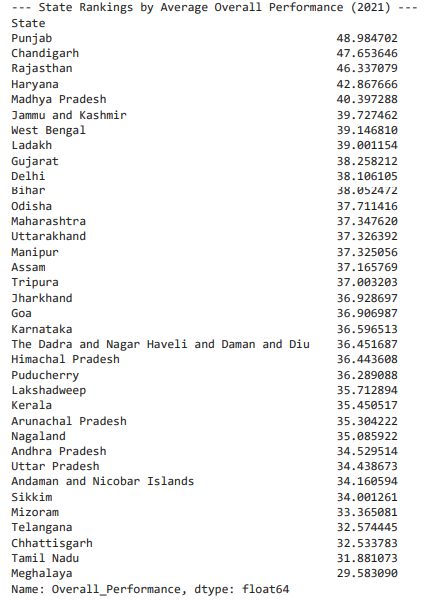 --- State Rankings by Average Overall Performance (2021) ---
State
Punjab 48.984702
Chandigarh 47.653646
Rajasthan 46.337079
Haryana 42.867666
Madhya Pradesh 40.397288
Jammu and Kashmir 39.727462
West Bengal 39.146810
Ladakh 39.001154
Gujarat 38.258212
Delhi 38.106105
Bihar 38.052472
Odisha 37.711416
Maharashtra 37.347620
Uttarakhand 37.326392
Manipur 37.325056
Assam 37.165769
Tripura 37.003203
Jharkhand 36.928697
Goa 36.906987
Karnataka 36.596513
The Dadra and Nagar Haveli and Daman and Diu 36.451687
Himachal Pradesh 36.443608
Puducherry 36.289088
Lakshadweep 35.712894
Kerala 35.450517
Arunachal Pradesh 35.304222
Nagaland 35.085922
Andhra Pradesh 34.529514
Uttar Pradesh 34.438673
Andaman and Nicobar Islands 34.160594
Sikkim 34.001261
Mizoram 33.365081
Telangana 32.574445
Chhattisgarh 32.533783
Tamil Nadu 31.881073
Meghalaya 29.583090
Name: Overall_Performance, dtype: float64